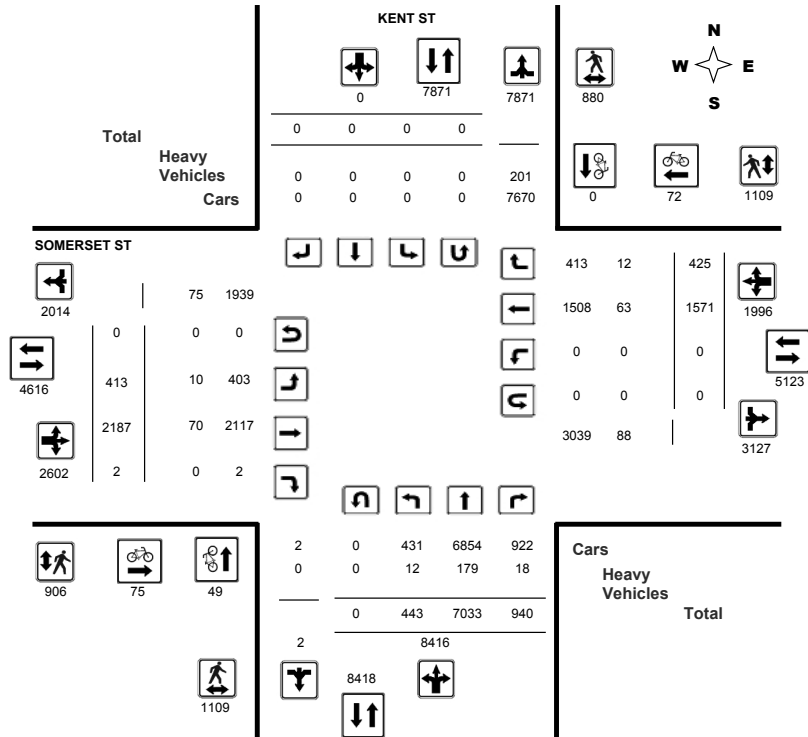 KENT ST
N
W E
S
0 7871 7871 880
0 0 0 0
Total
Heavy
Vehicles
Cars
0 0 0 0 201
0 0 0 0 7670
0 72 1109
SOMERSET ST
2014
75 1939
413 12 425
1996
1508 63 1571
0 0 0
4616
413 10 403
0 0 0
5123
0 0 0
2187 70 2117
2602
2 0 2
3039 88
3127
2 0 431 6854 922
0 0 12 179 18
0 443 7033 940
Cars
Heavy
Vehicles
Total
906 75 49
2 8416
8418
1109